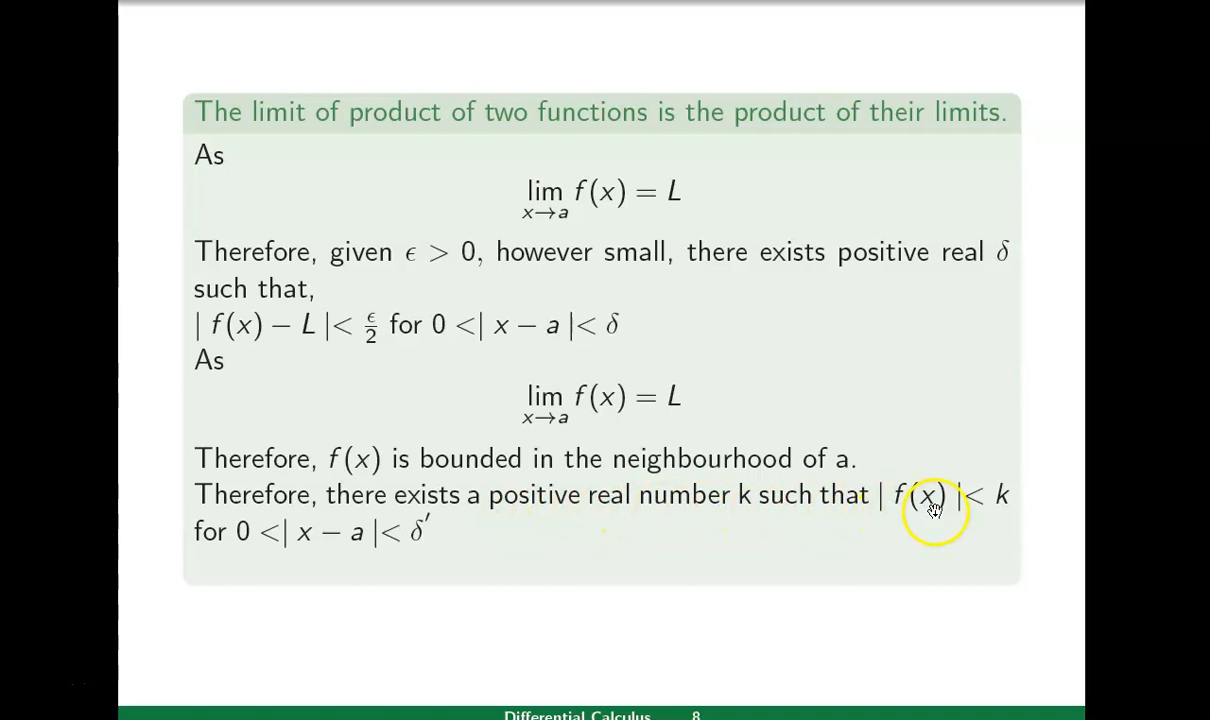 The limit of product of two functions is the product of their limits.
As
lim x→a f(x) = L
Therefore, given ϵ > 0, however small, there exists positive real δ
such that,
| f(x) − L |< ϵ/2 for 0 <| x − a |< δ
As
lim x→a f(x) = L
Therefore, f(x) is bounded in the neighbourhood of a.
Therefore, there exists a positive real number k such that | f(x) |< k
for 0 <| x − a |< δ′
Differential Calculus 8